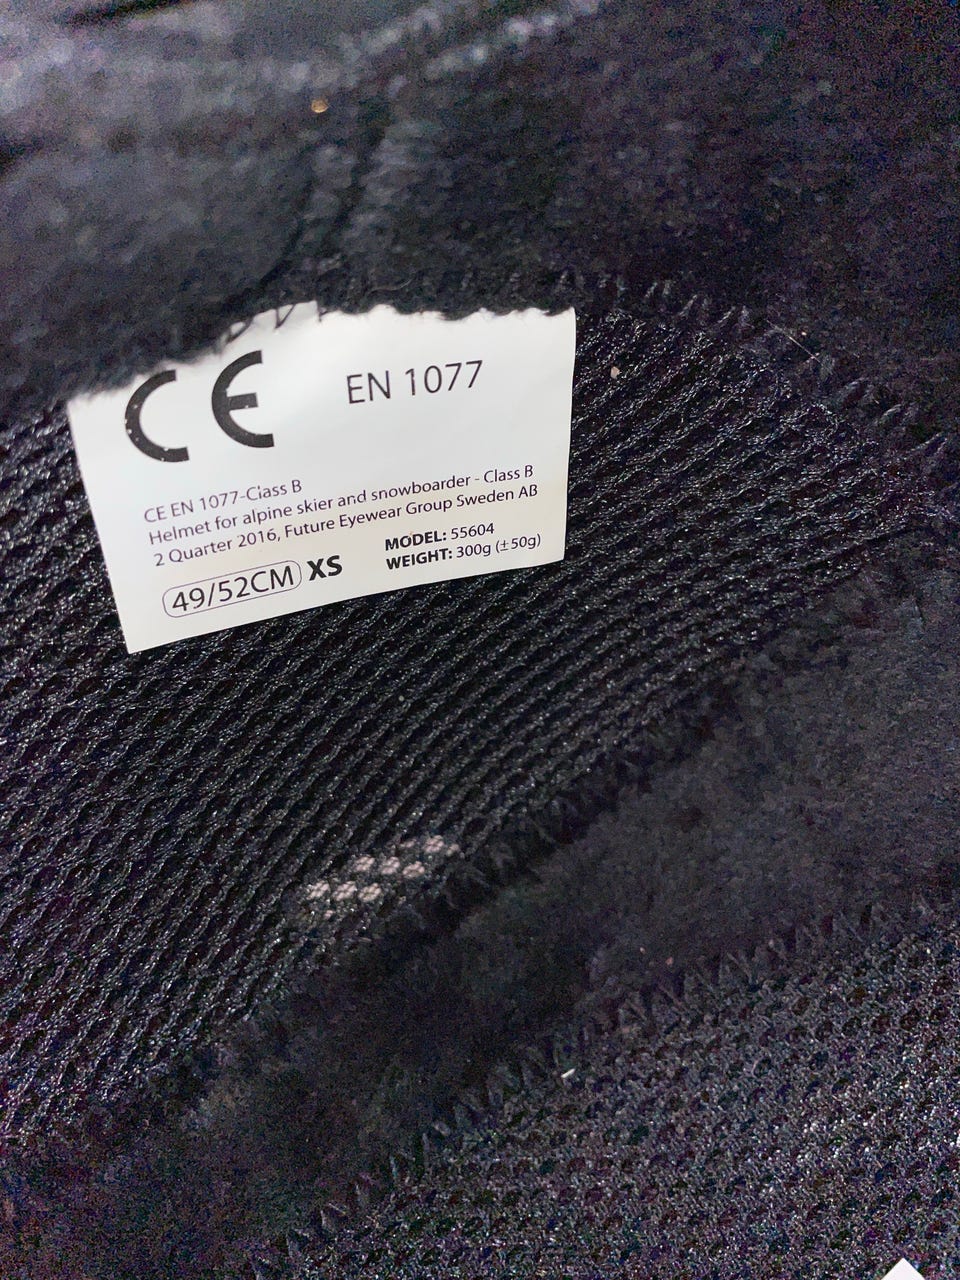 CE EN 1077
CE EN 1077-Class B
Helmet for alpine skier and snowboarder - Class B
2 Quarter 2016, Future Eyewear Group Sweden AB
49/52CM XS
MODEL: 55604
WEIGHT: 300g (±50g)